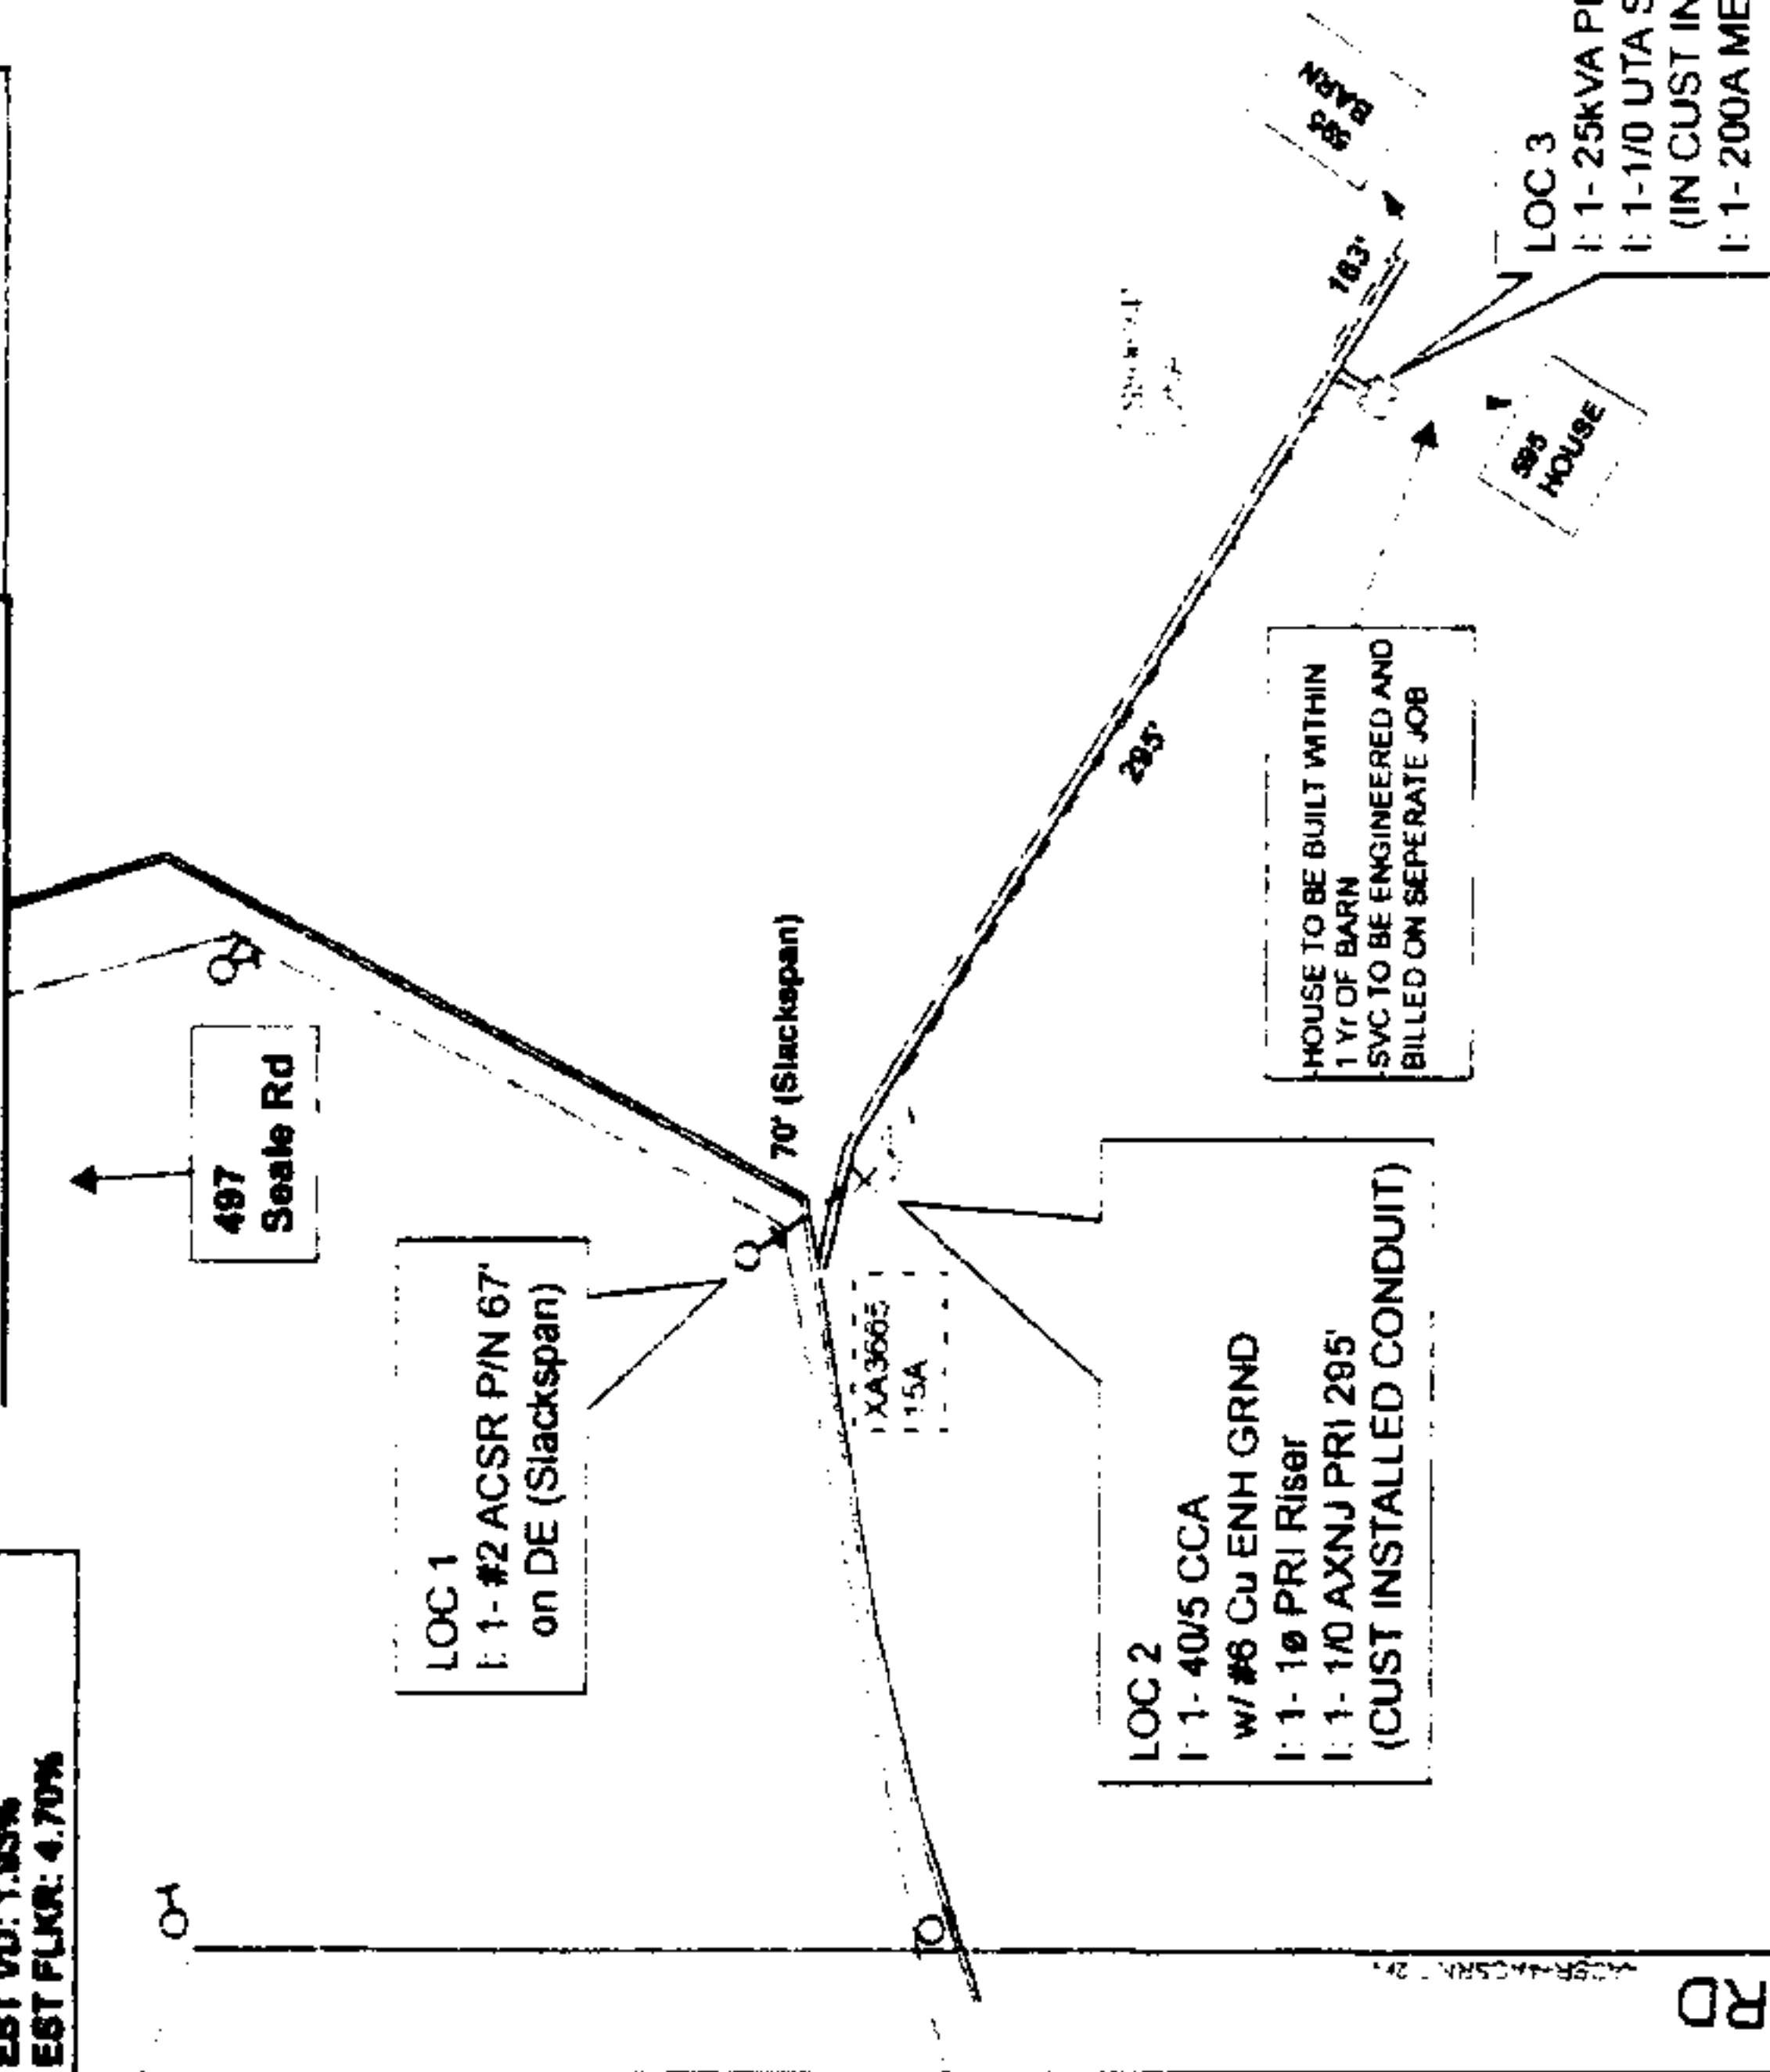 EST FLKR: 4.70%
497
Seale Rd
LOC 1
I: 1- #2 ACSR P/N 67'
on DE (Slackspan)
70' (Slackspan)
XA3665
15A
LOC 2
I: 1- 40/5 CCA
w/ #6 Cu ENH GRND
I: 1- 1ø PRI Riser
I: 1- 1/0 AXNJ PRI 295'
(CUST INSTALLED CONDUIT)
295'
HOUSE TO BE BUILT WITHIN
1 Yr OF BARN
SVC TO BE ENGINEERED AND
BILLED ON SEPERATE JOB
183'
BARN
595
HOUSE
LOC 3
I: 1- 25kVA
I: 1-1/0 UTA
(IN CUST
I: 1- 200A
RD